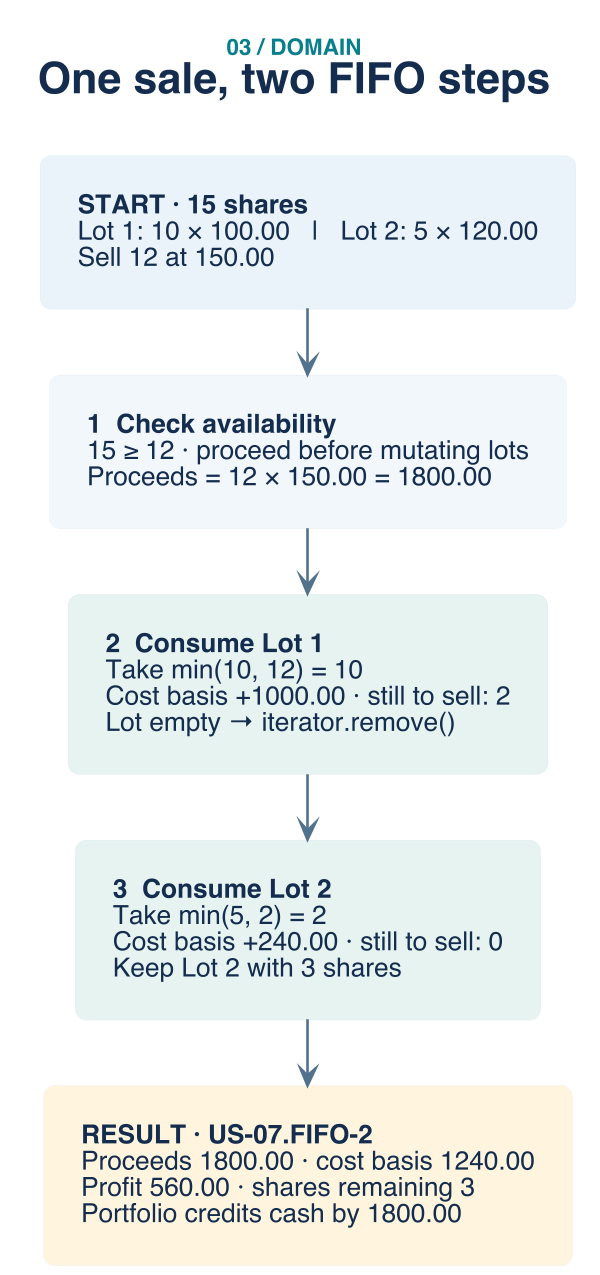 03 / DOMAIN
One sale, two FIFO steps
START · 15 shares
Lot 1: 10 × 100.00 | Lot 2: 5 × 120.00
Sell 12 at 150.00
1 Check availability
15 ≥ 12 · proceed before mutating lots
Proceeds = 12 × 150.00 = 1800.00
2 Consume Lot 1
Take min(10, 12) = 10
Cost basis +1000.00 · still to sell: 2
Lot empty → iterator.remove()
3 Consume Lot 2
Take min(5, 2) = 2
Cost basis +240.00 · still to sell: 0
Keep Lot 2 with 3 shares
RESULT · US-07.FIFO-2
Proceeds 1800.00 · cost basis 1240.00
Profit 560.00 · shares remaining 3
Portfolio credits cash by 1800.00